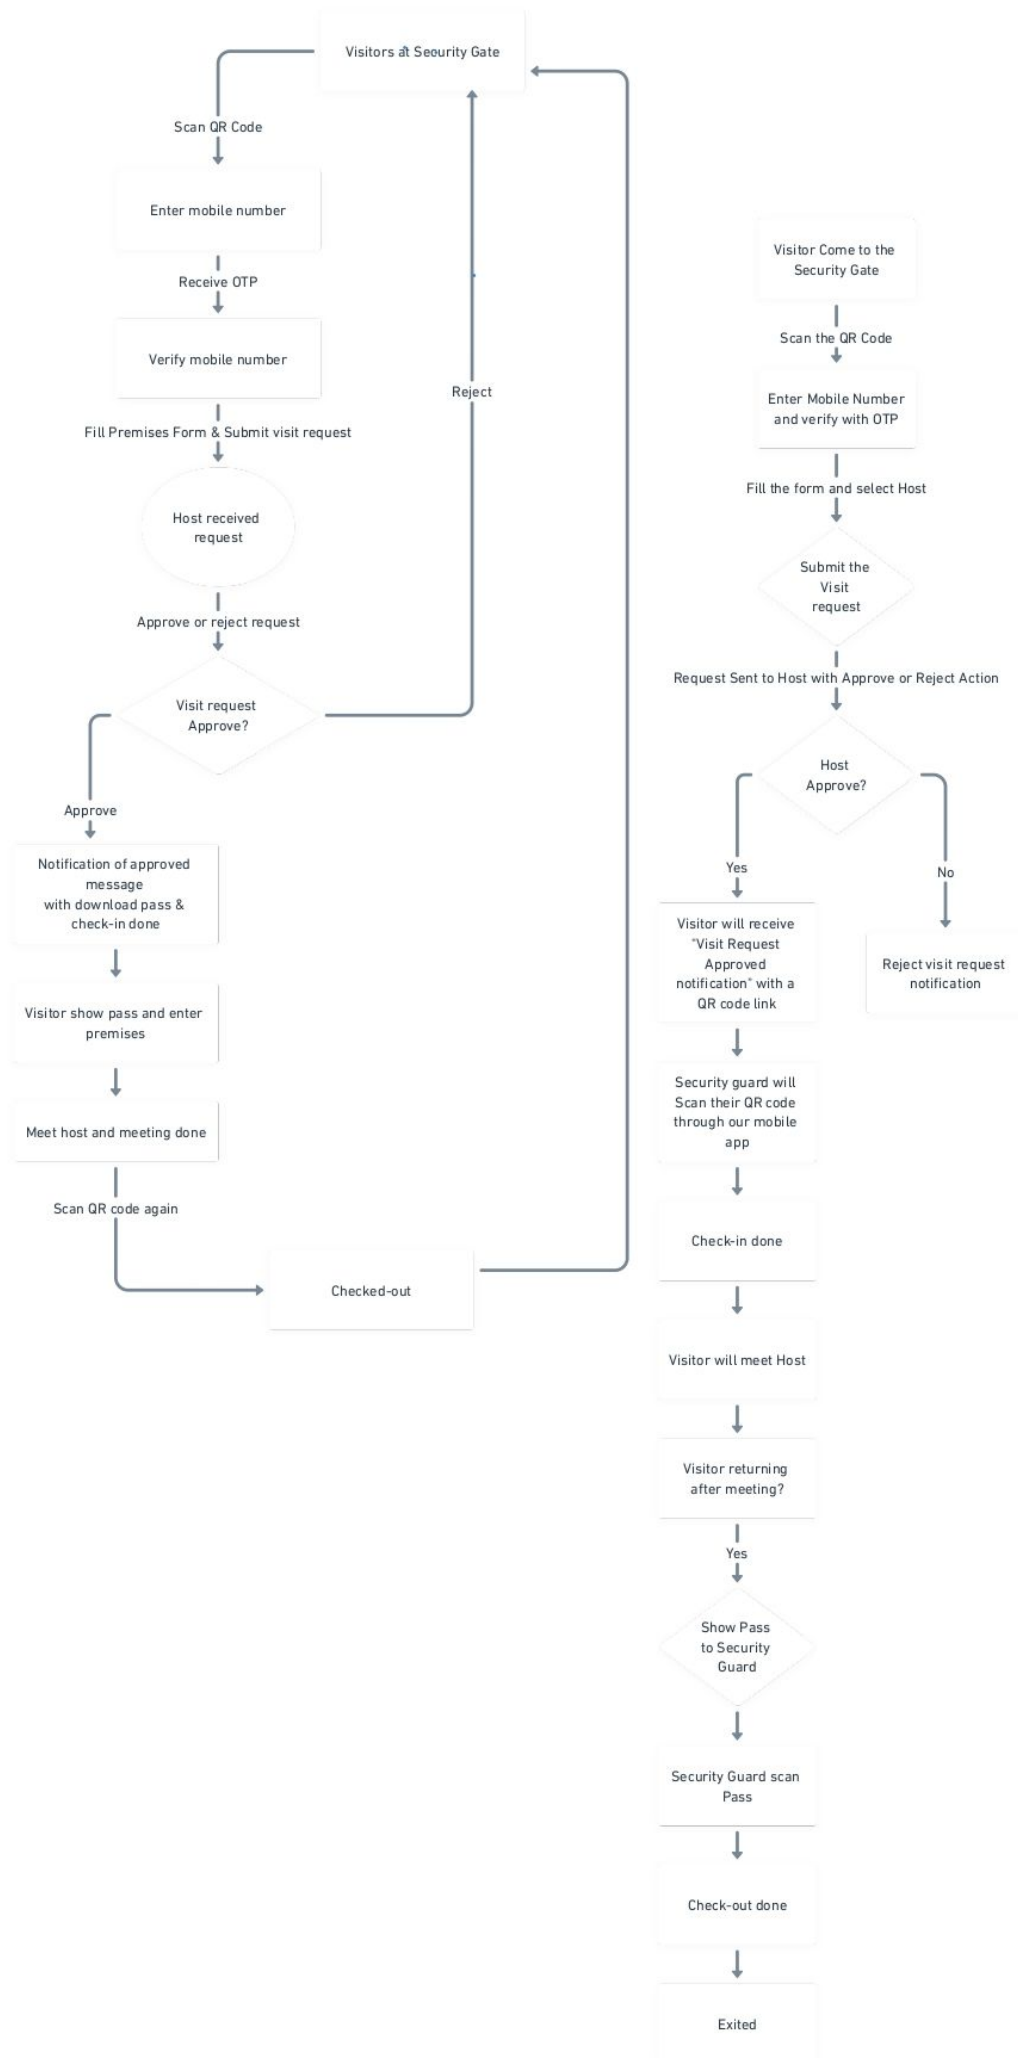 Visitors at Security Gate
Scan QR Code
Enter mobile number
Receive OTP
Verify mobile number
Reject
Fill Premises Form & Submit visit request
Host received
request
Approve or reject request
Visit request
Approve?
Approve
Notification of approved
message
with download pass &
check-in done
Visitor show pass and enter
premises
Meet host and meeting done
Scan QR code again
Checked-out
Visitor Come to the
Security Gate
Scan the QR Code
Enter Mobile Number
and verify with OTP
Fill the form and select Host
Submit the
Visit
request
Request Sent to Host with Approve or Reject Action
Host
Approve?
Yes
No
Visitor will receive
"Visit Request
Approved
notification" with a
QR code link
Reject visit request
notification
Security guard will
Scan their QR code
through our mobile
app
Check-in done
Visitor will meet Host
Visitor returning
after meeting?
Yes
Show Pass
to Security
Guard
Security Guard scan
Pass
Check-out done
Exited